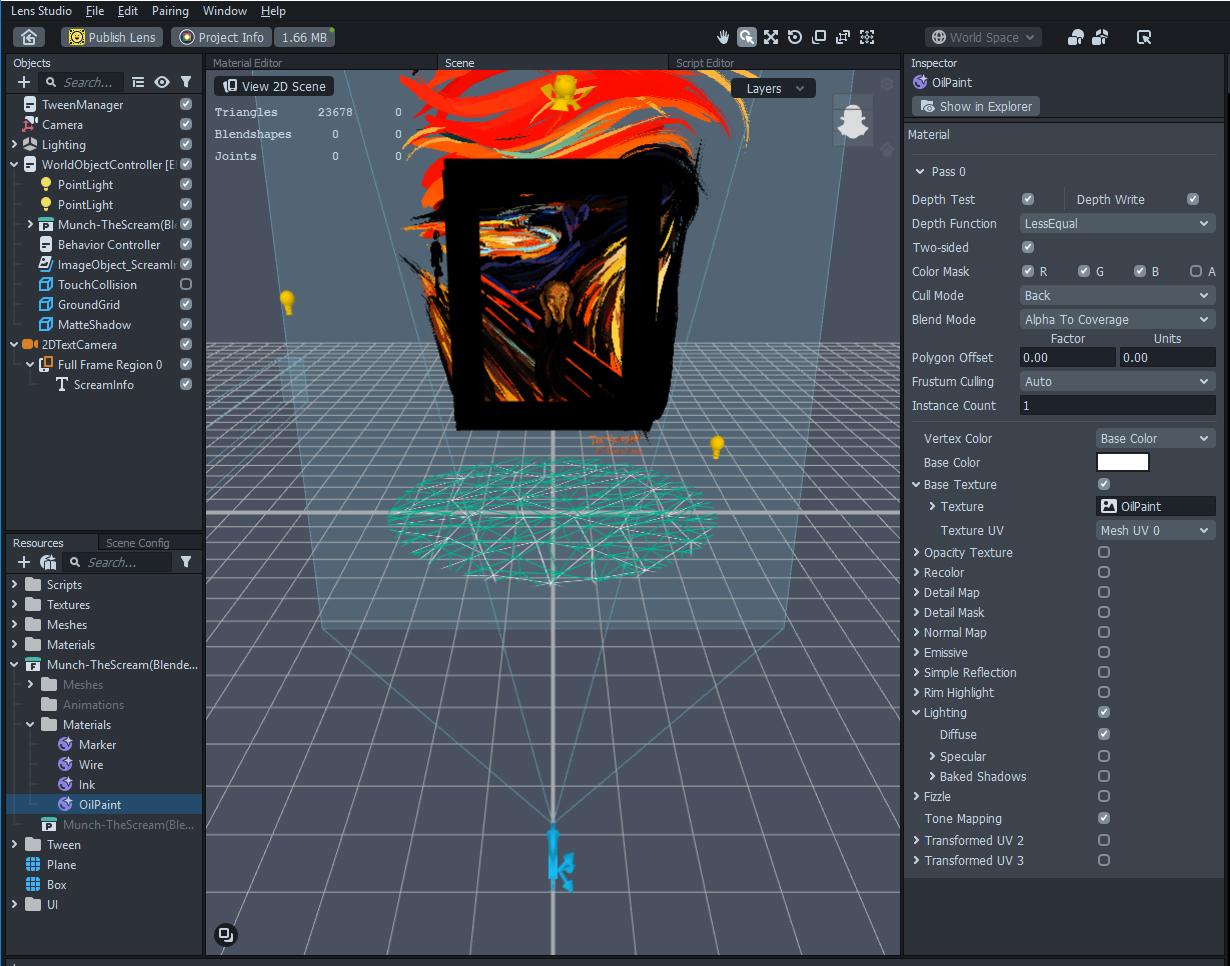 Lens Studio File Edit Pairing Window Help
Publish Lens Project Info 1.66 MB World Space
Objects
Search...
TweenManager
Camera
Lighting
WorldObjectController [E
PointLight
PointLight
Munch-TheScream(Bl
Behavior Controller
ImageObject_ScreamI
TouchCollision
GroundGrid
MatteShadow
2DTextCamera
Full Frame Region 0
ScreamInfo
Resources Scene Config
Search...
Scripts
Textures
Meshes
Materials
Munch-TheScream(Blende...
Meshes
Animations
Materials
Marker
Wire
Ink
OilPaint
Munch-TheScream(Ble...
Tween
Plane
Box
UI
Material Editor Scene Script Editor
View 2D Scene Layers
Triangles 23678 0
Blendshapes 0 0
Joints 0 0
Inspector
OilPaint
Show in Explorer
Material
Pass 0
Depth Test Depth Write
Depth Function LessEqual
Two-sided
Color Mask R G B A
Cull Mode Back
Blend Mode Alpha To Coverage
Factor Units
Polygon Offset 0.00 0.00
Frustum Culling Auto
Instance Count 1
Vertex Color Base Color
Base Color
Base Texture
Texture OilPaint
Texture UV Mesh UV 0
Opacity Texture
Recolor
Detail Map
Detail Mask
Normal Map
Emissive
Simple Reflection
Rim Highlight
Lighting
Diffuse
Specular
Baked Shadows
Fizzle
Tone Mapping
Transformed UV 2
Transformed UV 3